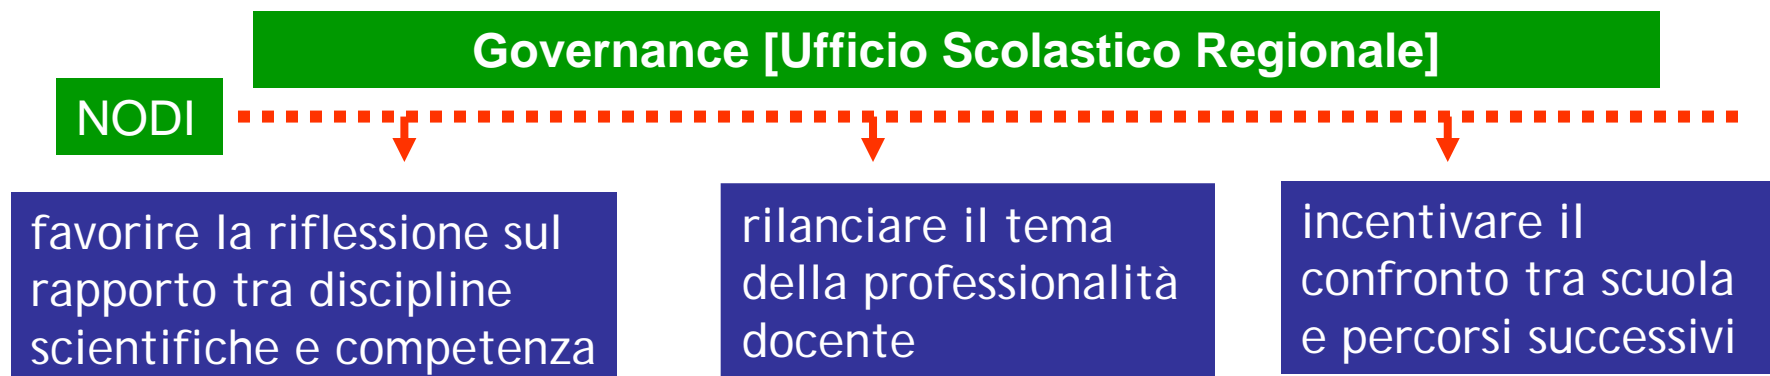 Governance [Ufficio Scolastico Regionale]
NODI
favorire la riflessione sul
rapporto tra discipline
scientifiche e competenza
rilanciare il tema
della professionalità
docente
incentivare il
confronto tra scuola
e percorsi successivi